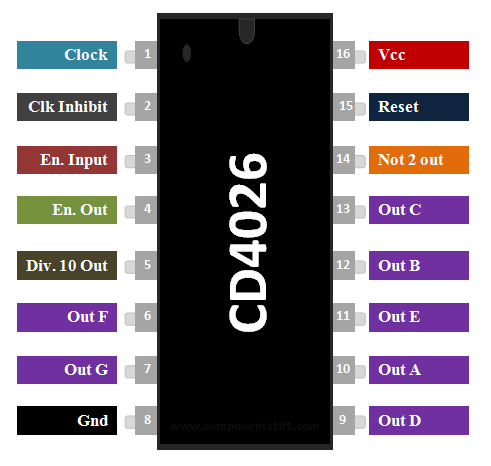 Clock 1 16 Vcc
Clk Inhibit 2 15 Reset
En. Input 3 14 Not 2 out
En. Out 4 13 Out C
Div. 10 Out 5 12 Out B
Out F 6 11 Out E
Out G 7 10 Out A
Gnd 8 9 Out D
CD4026
www.components101.com